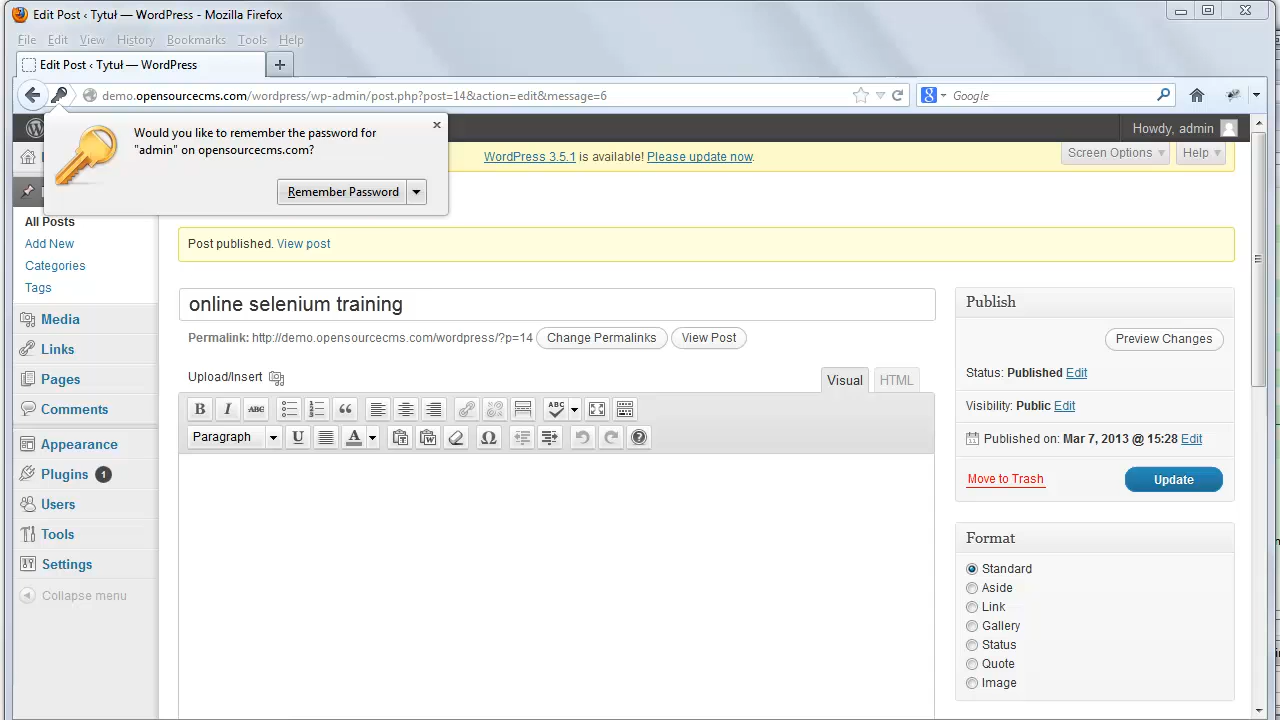 Edit Post ‹ Tytuł — WordPress - Mozilla Firefox
File Edit View History Bookmarks Tools Help
Edit Post ‹ Tytuł — WordPress
demo.opensourcecms.com/wordpress/wp-admin/post.php?post=14&action=edit&message=6
Google
Would you like to remember the password for
"admin" on opensourcecms.com?
Remember Password
Howdy, admin
WordPress 3.5.1 is available! Please update now.
Screen Options
Help
All Posts
Add New
Categories
Tags
Media
Links
Pages
Comments
Appearance
Plugins 1
Users
Tools
Settings
Collapse menu
Post published. View post
online selenium training
Permalink: http://demo.opensourcecms.com/wordpress/?p=14 Change Permalinks View Post
Upload/Insert
Visual
HTML
B I ABC ABC
Paragraph U A
Publish
Preview Changes
Status: Published Edit
Visibility: Public Edit
Published on: Mar 7, 2013 @ 15:28 Edit
Move to Trash
Update
Format
Standard
Aside
Link
Gallery
Status
Quote
Image